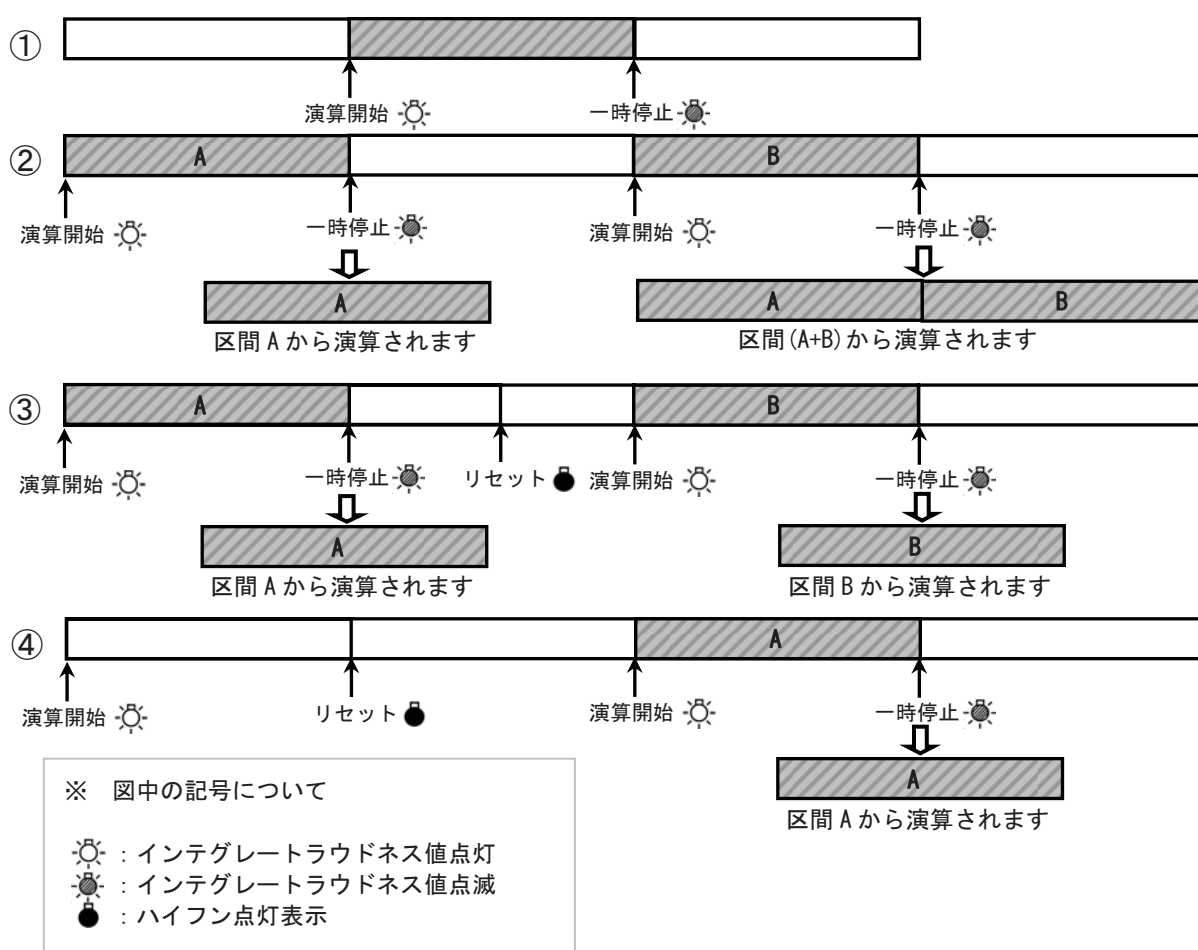 ①
演算開始 一時停止
②
A B
演算開始 一時停止 演算開始 一時停止
A A B
区間 A から演算されます 区間(A+B)から演算されます
③
A B
演算開始 一時停止 リセット 演算開始 一時停止
A B
区間 A から演算されます 区間 B から演算されます
④
A
演算開始 リセット 演算開始 一時停止
A
区間 A から演算されます
※ 図中の記号について
：インテグレートラウドネス値点灯
：インテグレートラウドネス値点滅
：ハイフン点灯表示